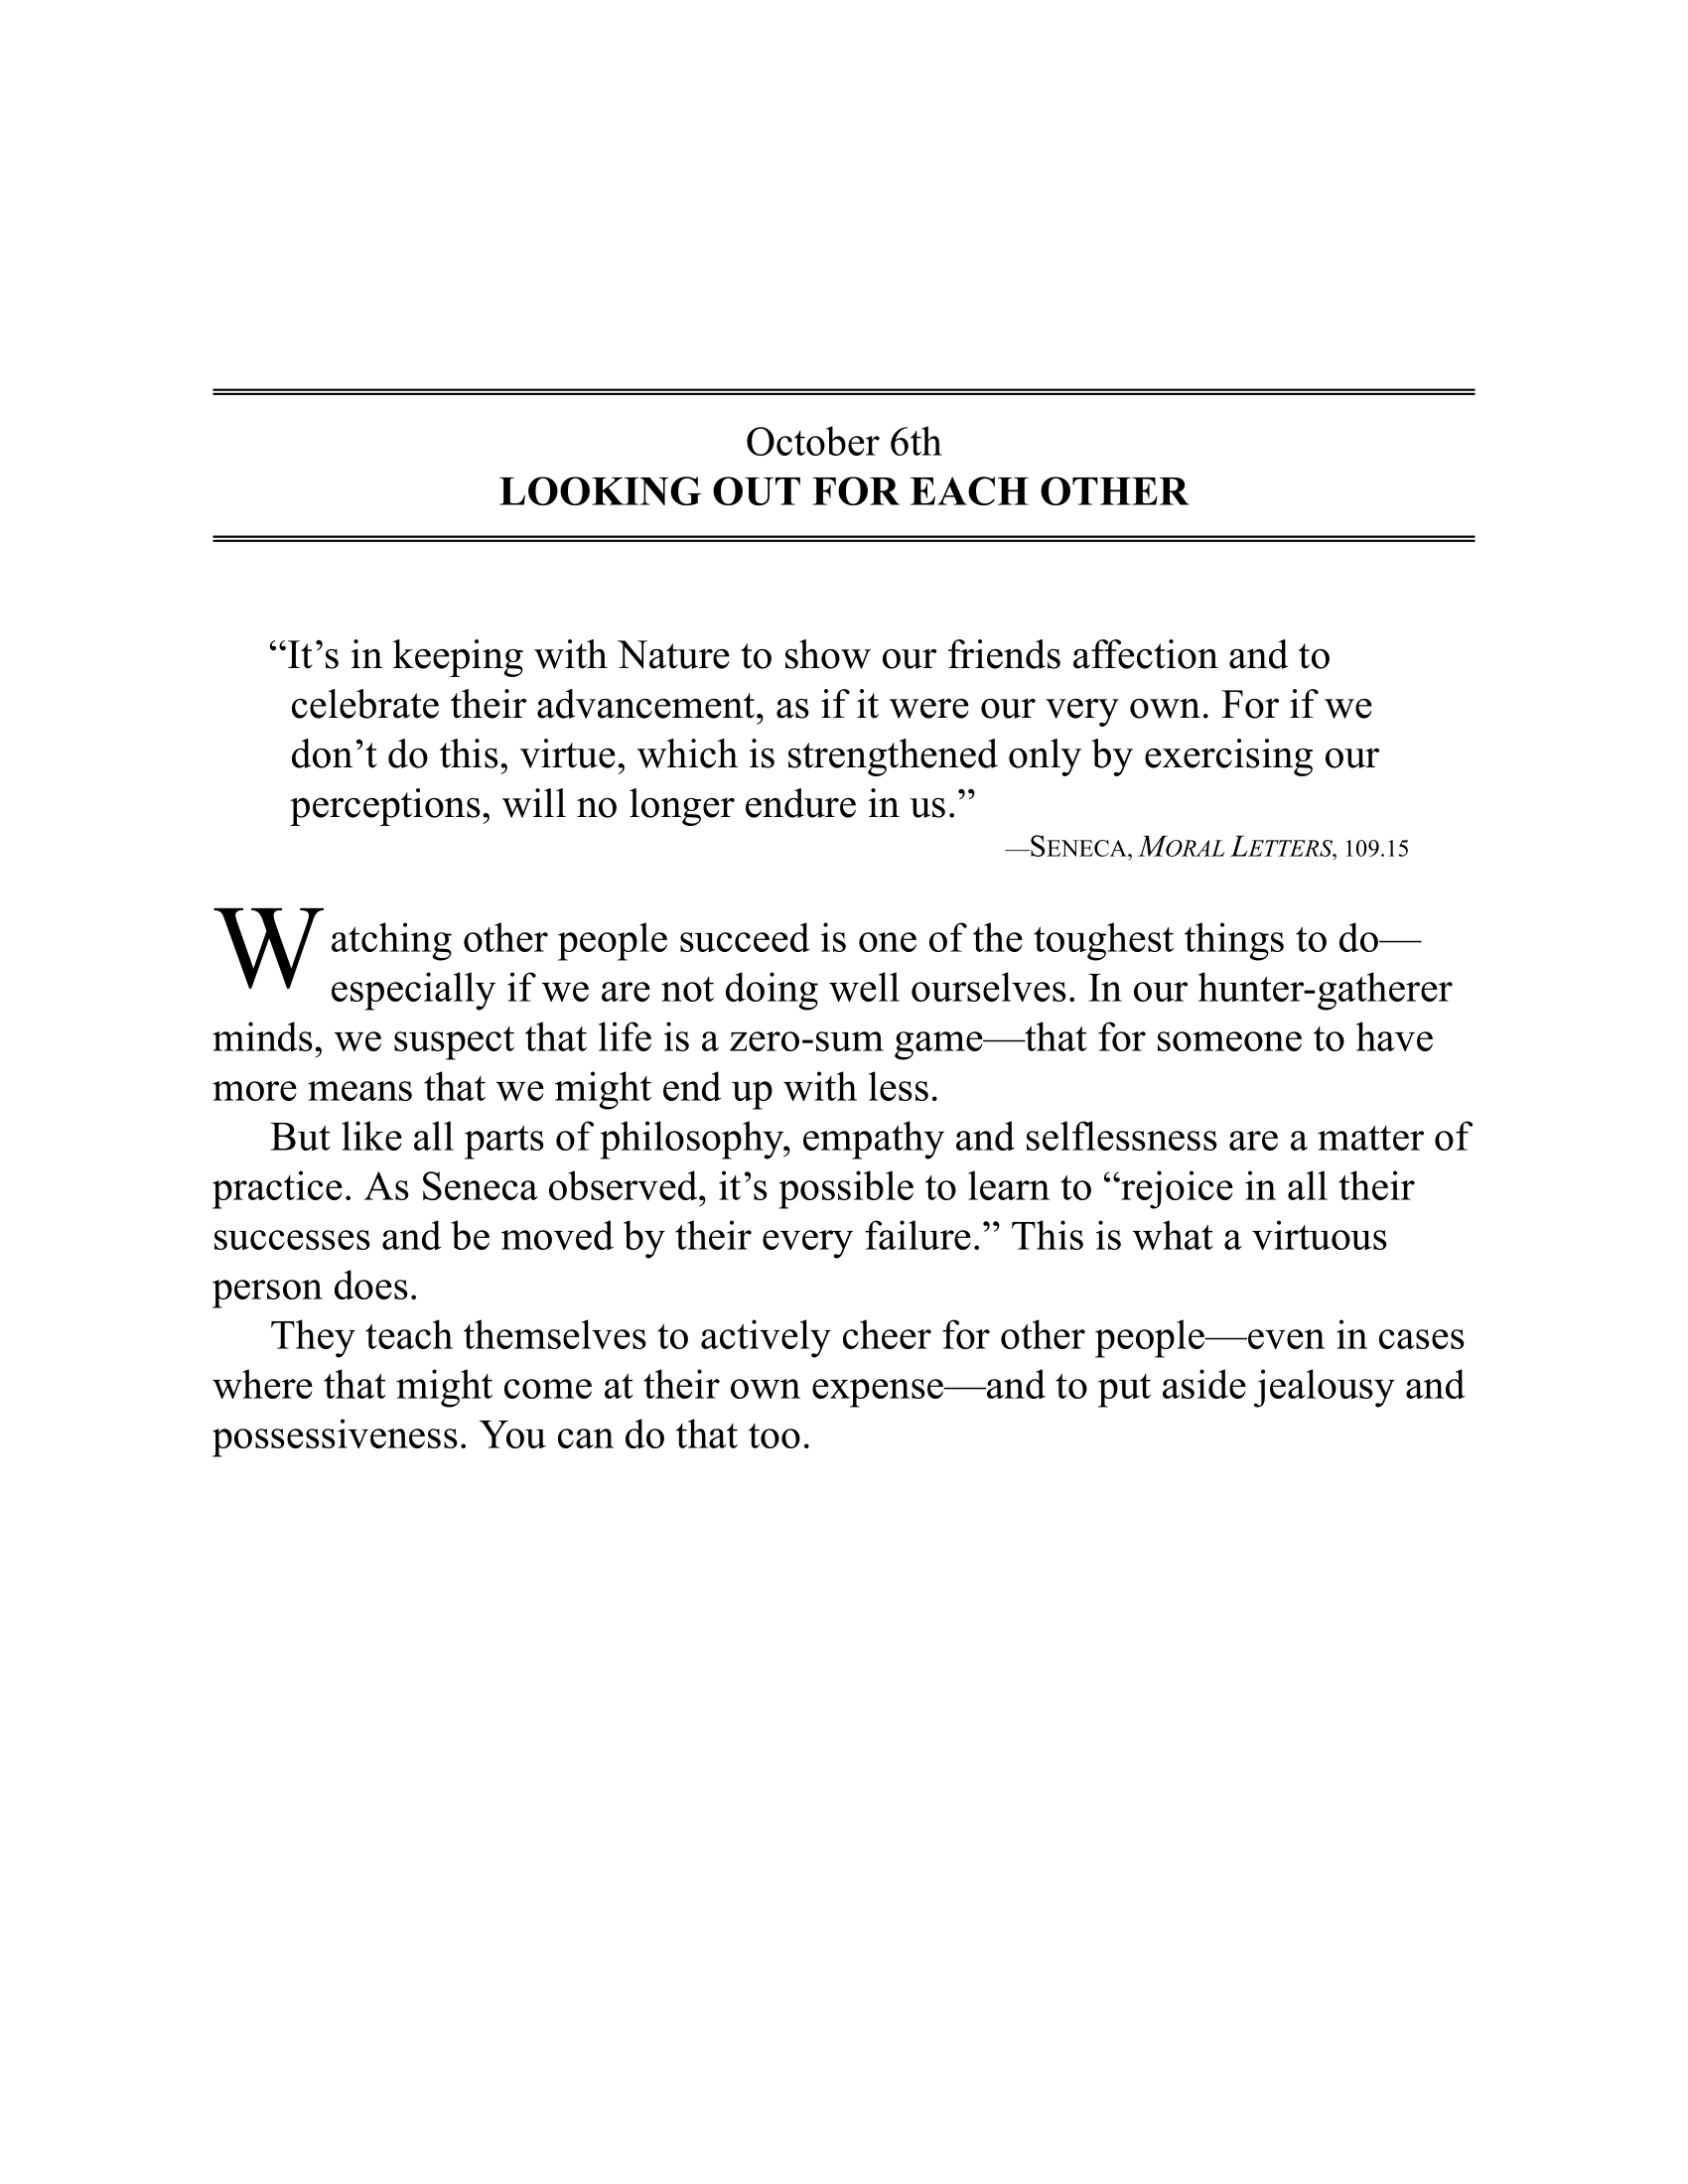 October 6th
LOOKING OUT FOR EACH OTHER
“It’s in keeping with Nature to show our friends affection and to
celebrate their advancement, as if it were our very own. For if we
don’t do this, virtue, which is strengthened only by exercising our
perceptions, will no longer endure in us.”
—SENECA, MORAL LETTERS, 109.15
Watching other people succeed is one of the toughest things to do—
especially if we are not doing well ourselves. In our hunter-gatherer
minds, we suspect that life is a zero-sum game—that for someone to have
more means that we might end up with less.
But like all parts of philosophy, empathy and selflessness are a matter of
practice. As Seneca observed, it’s possible to learn to “rejoice in all their
successes and be moved by their every failure.” This is what a virtuous
person does.
They teach themselves to actively cheer for other people—even in cases
where that might come at their own expense—and to put aside jealousy and
possessiveness. You can do that too.